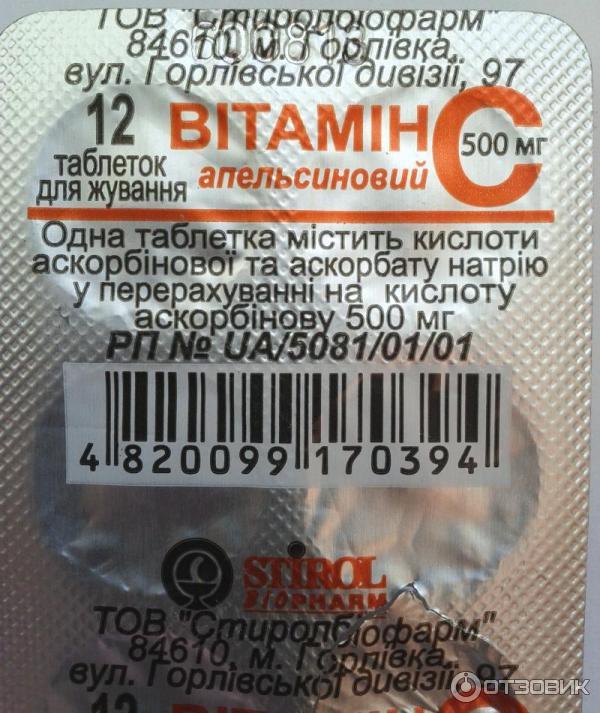 ТОВ "Стиролбіофарм"
84610, м. Горлівка,
вул. Горлівської дивізії, 97
12 ВІТАМІН С 500 мг
таблеток
для жування
апельсиновий
Одна таблетка містить кислоти
аскорбінової та аскорбату натрію
у перерахуванні на кислоту
аскорбінову 500 мг
РП № UA/5081/01/01
4 820099 170394
STIROL
BIOPHARM
ТОВ "Стиролбіофарм"
84610, м. Горлівка,
вул. Горлівської дивізії, 97
12 ВІТАМІН С
ОТЗОВИК